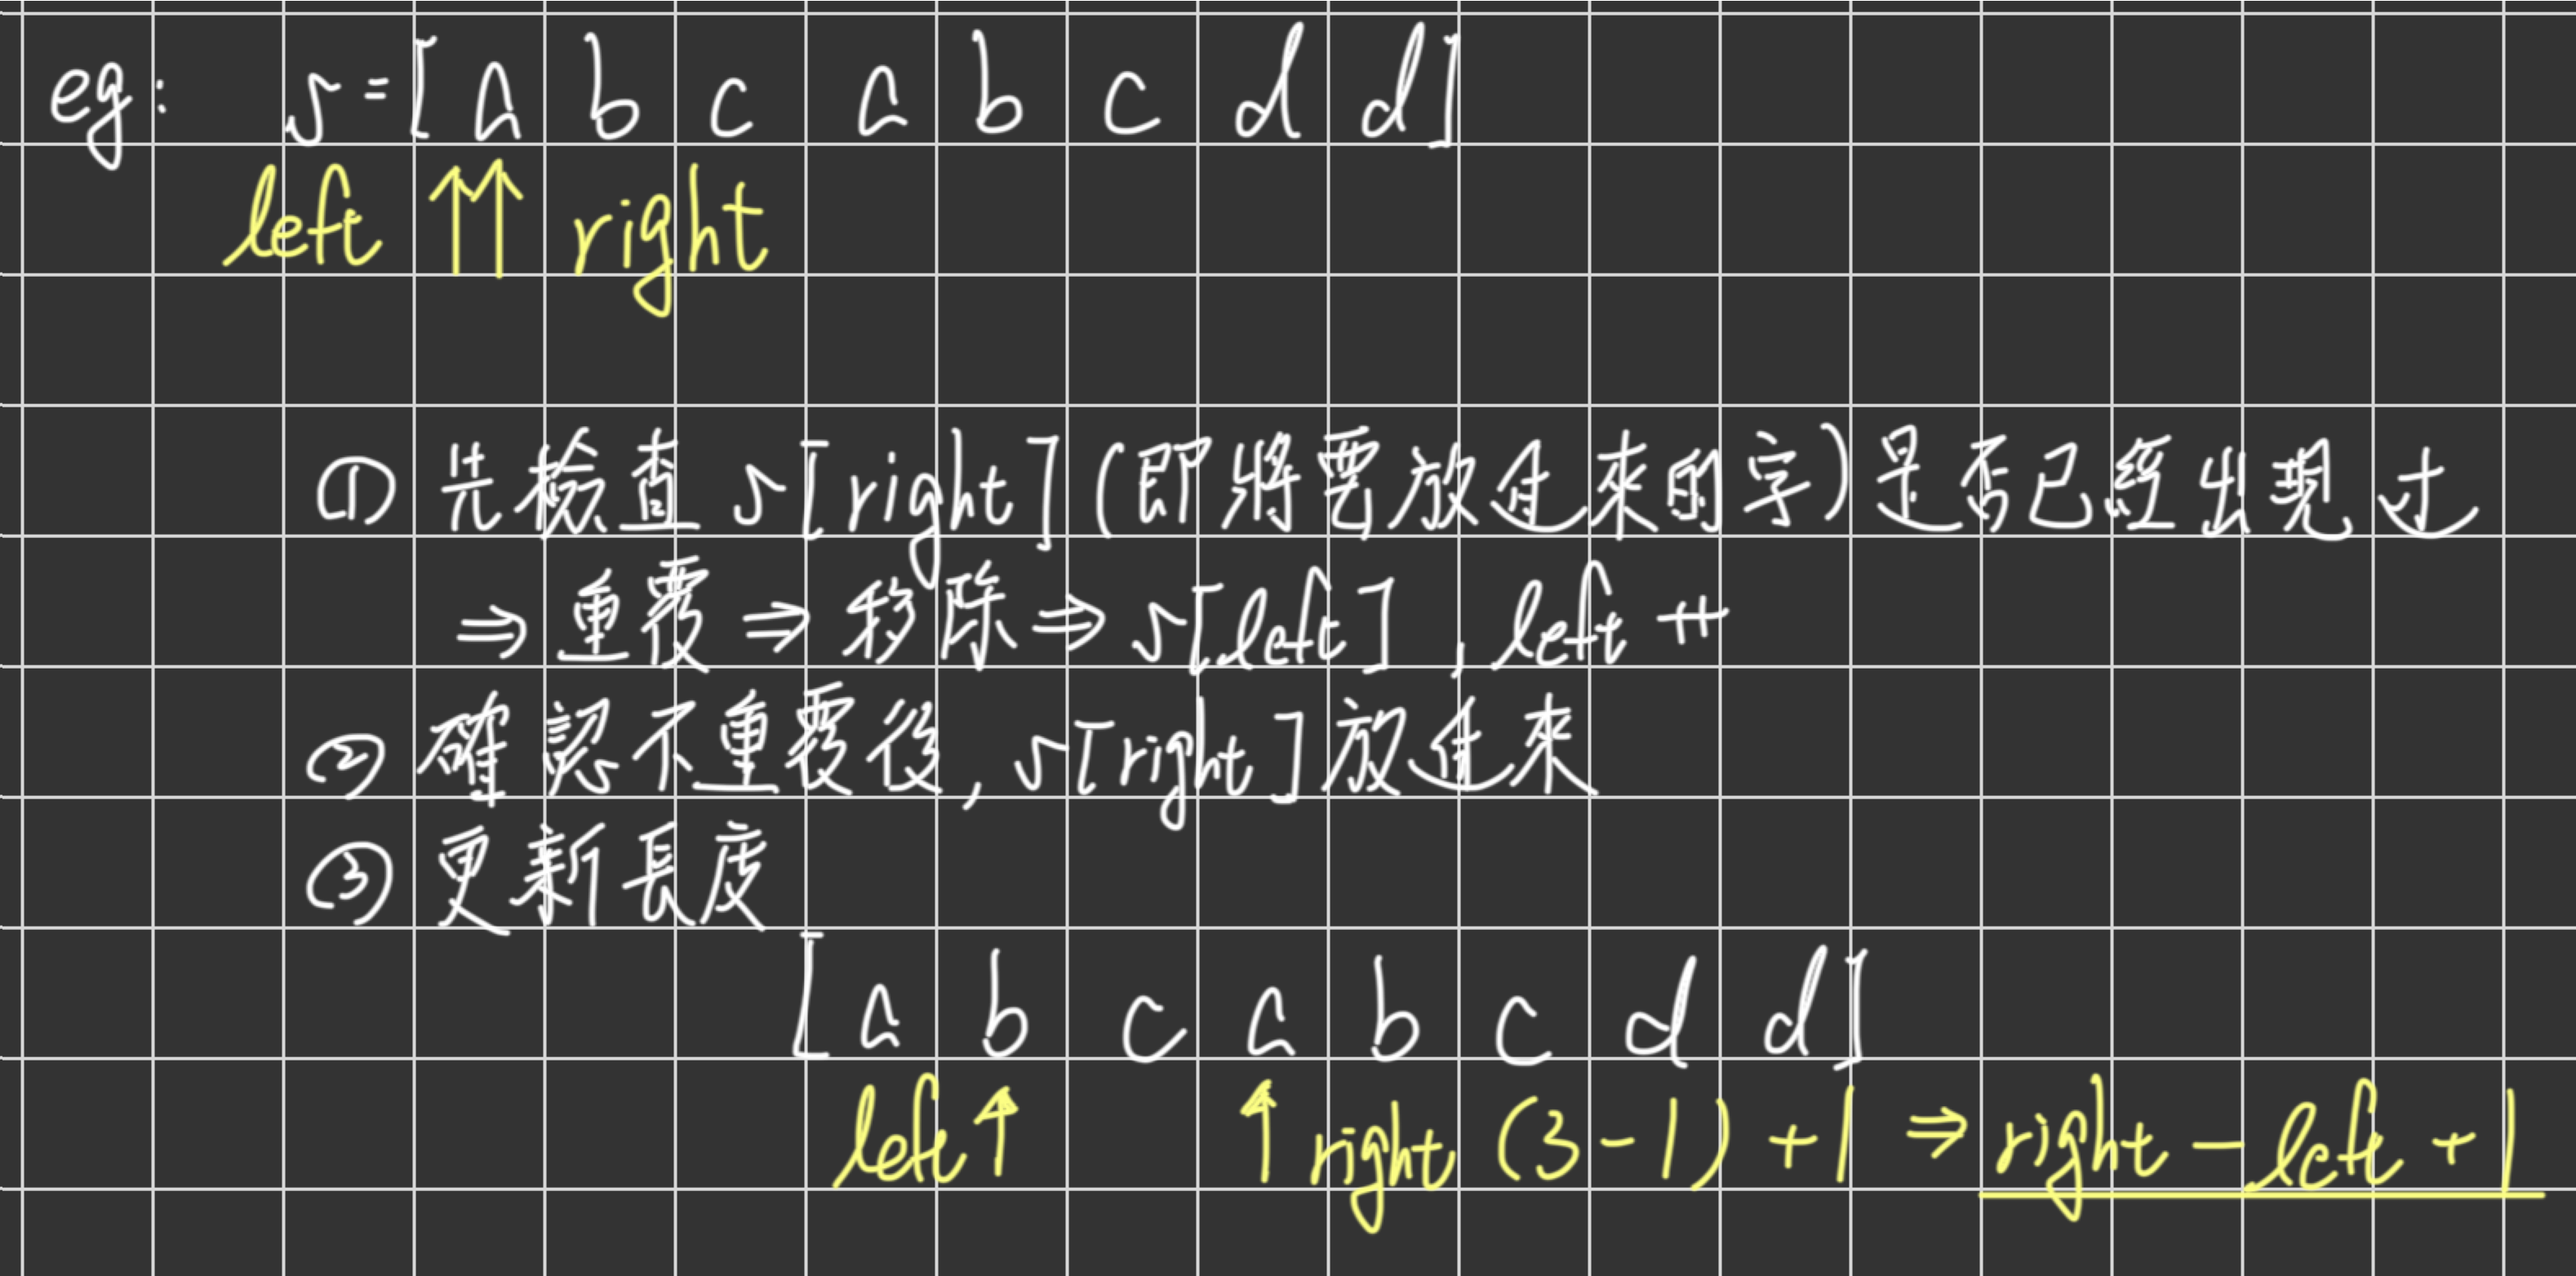 eg: s=[a b c a b c d d]
left ↑↑ right
① 先檢查 s[right] (即將要放進來的字) 是否已經出現过
⇒ 重覆 ⇒ 移除 ⇒ s[left], left ++
② 確認不重覆後, s[right] 放進來
③ 更新長度
[a b c a b c d d]
left↑ ↑ right (3-1) +1 ⇒ right - left + 1